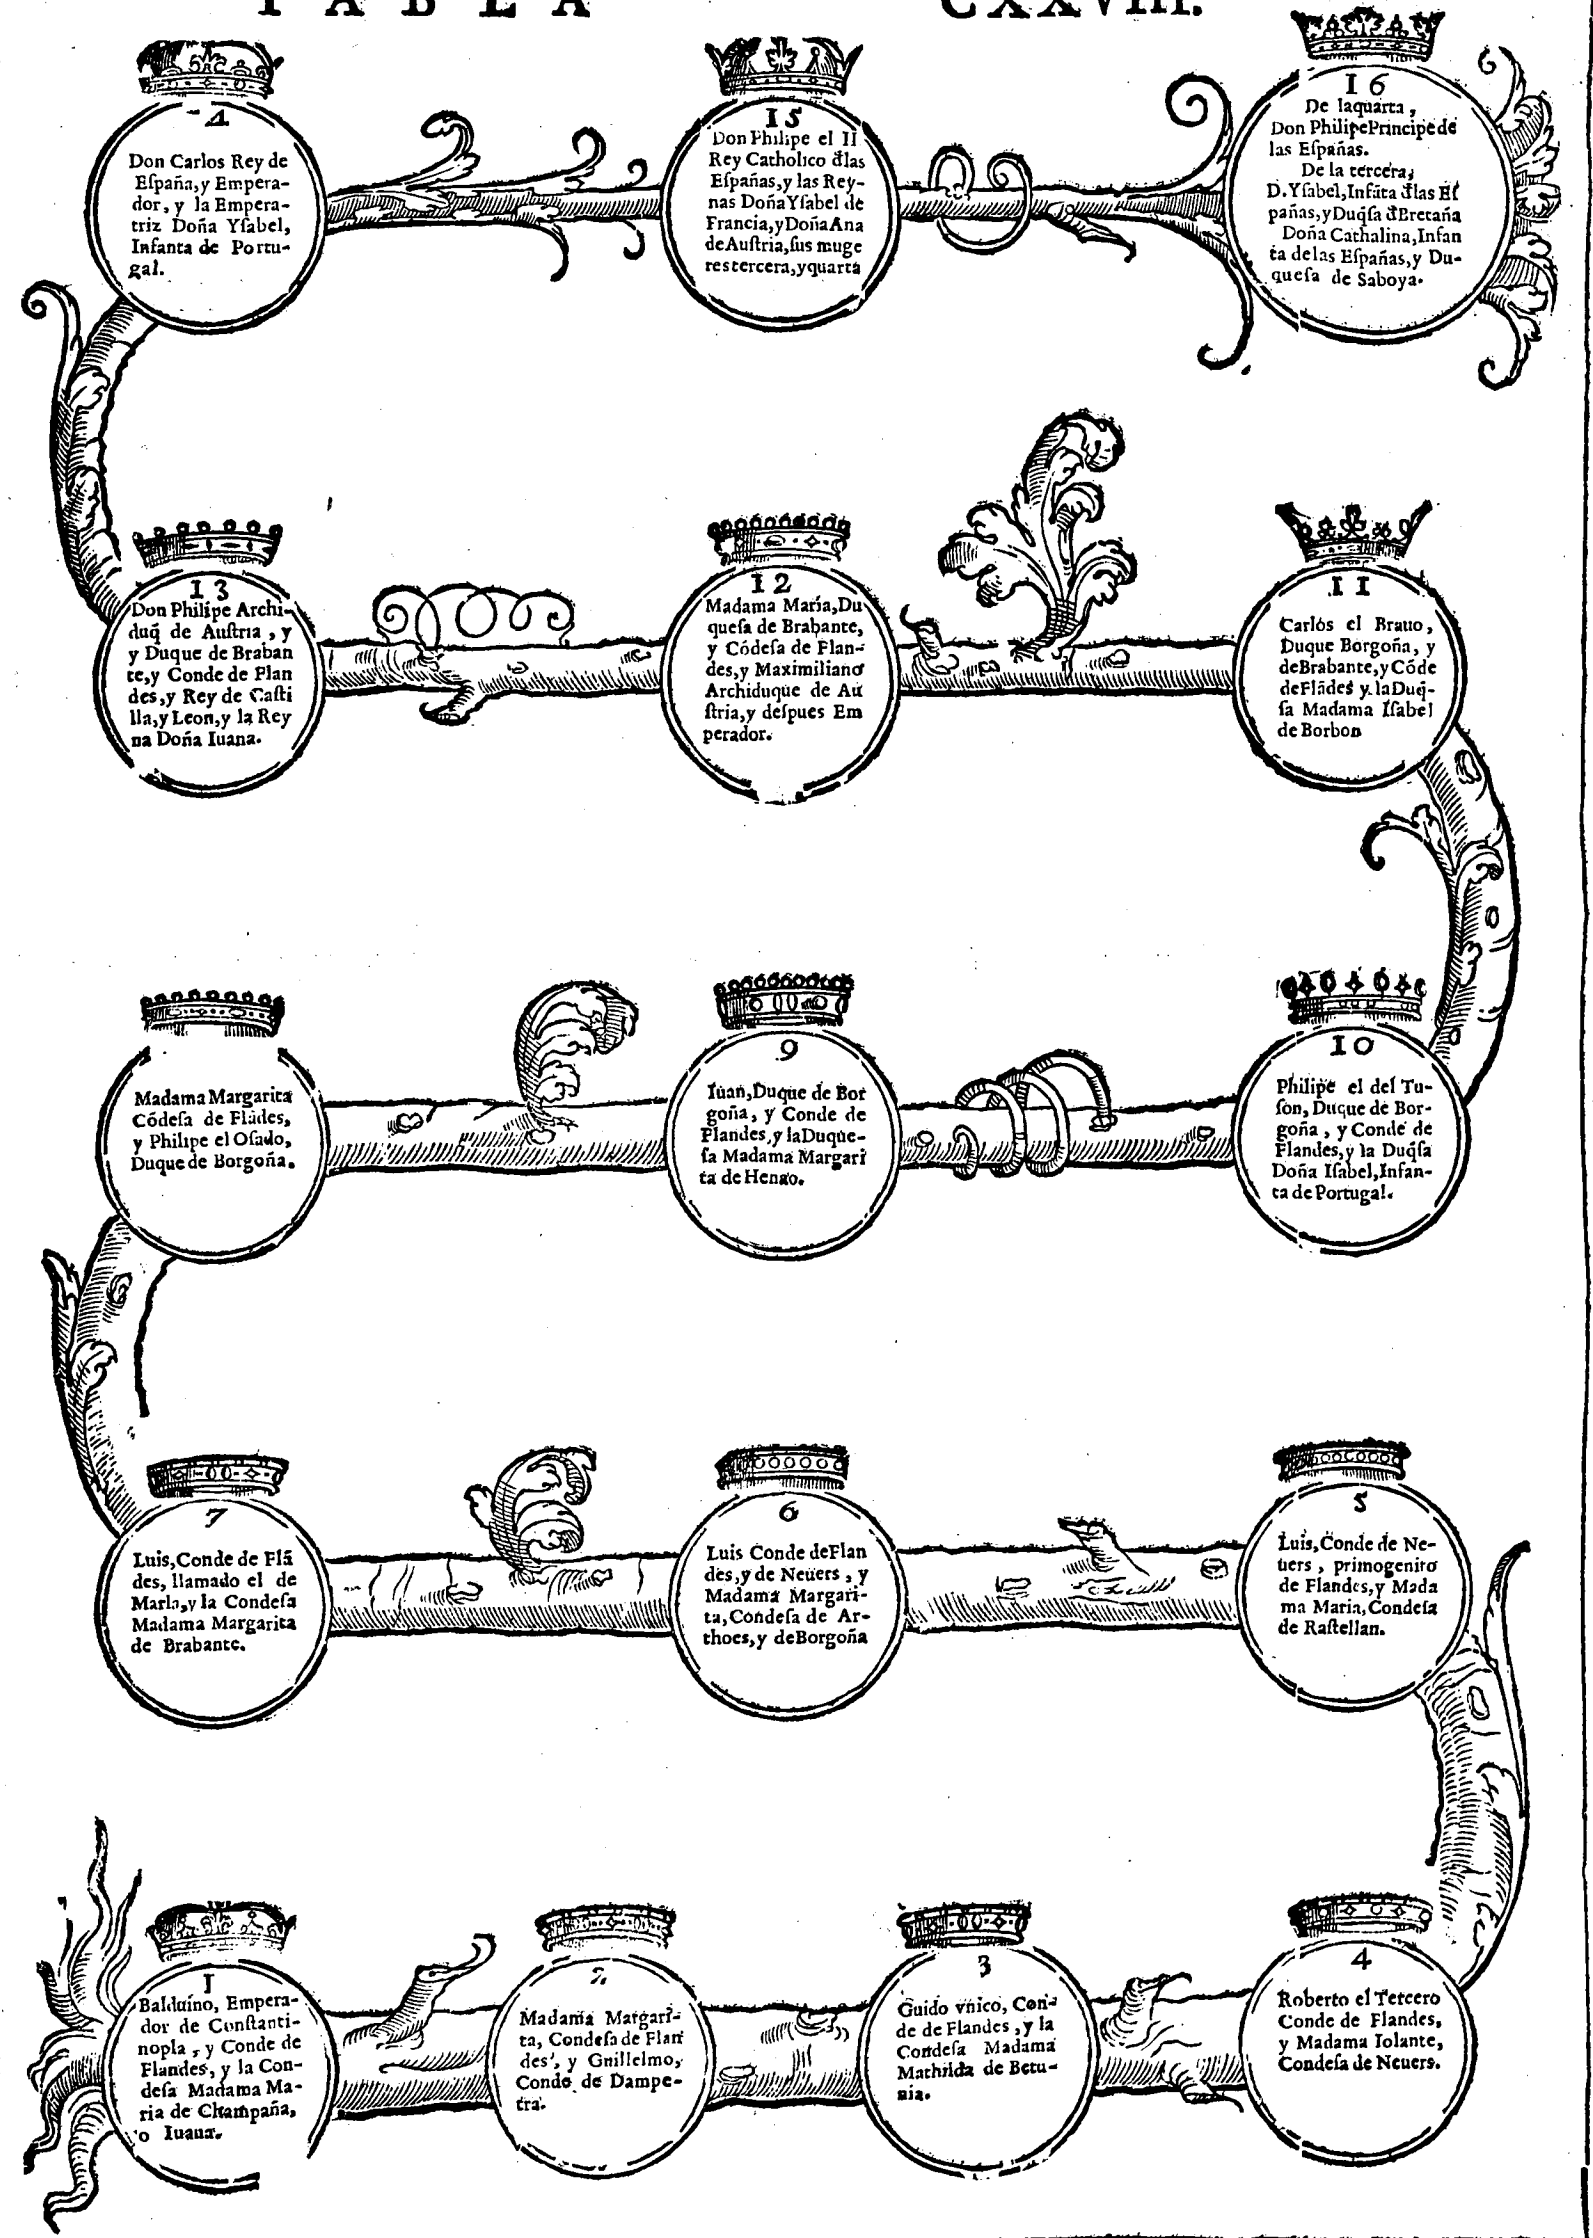 TABLA CXXVIII.
4
Don Carlos Rey de
Eſpaña, y Empera-
dor, y la Empera-
triz Doña Yſabel,
Infanta de Portu-
gal.
15
Don Philipe el II
Rey Catholico đlas
Eſpañas, y las Rey-
nas Doña Yſabel de
Francia, y Doña Ana
de Auſtria, ſus muge
res tercera, y quarta
16
De la quarta,
Don Philipe Principe de
las Eſpañas.
De la tercera,
D. Yſabel, Infãta đlas Eſ
pañas, y Duq̃ſa đ Bretaña
Doña Cathalina, Infan
ta de las Eſpañas, y Du-
queſa de Saboya.
13
Don Philipe Archi-
duq̃ de Auſtria, y
y Duque de Braban
te, y Conde de Flan
des, y Rey de Caſti
lla, y Leon, y la Rey
na Doña Iuana.
12
Madama Maria, Du
queſa de Brabante,
y Cõdeſa de Flan-
des, y Maximiliano
Archiduque de Au
ſtria, y deſpues Em
perador.
11
Carlos el Brauo,
Duque Borgoña, y
de Brabante, y Cõde
de Flãdes y la Duq̃-
ſa Madama Iſabel
de Borbon
Madama Margarita
Cõdeſa de Flãdes,
y Philipe el Oſado,
Duque de Borgoña.
9
Iuan, Duque de Bor
goña, y Conde de
Flandes, y la Duque-
ſa Madama Margari
ta de Henao.
10
Philipe el del Tu-
ſon, Duque de Bor-
goña, y Conde de
Flandes, y la Duq̃ſa
Doña Iſabel, Infan-
ta de Portugal.
7
Luis, Conde de Flã
des, llamado el de
Marla, y la Condeſa
Madama Margarita
de Brabante.
6
Luis Conde de Flan
des, y de Neuers, y
Madama Margari-
ta, Condeſa de Ar-
thoes, y de Borgoña
5
Luis, Conde de Ne-
uers, primogenito
de Flandes, y Mada
ma Maria, Condeſa
de Raſtellan.
1
Balduino, Empera-
dor de Conſtanti-
nopla, y Conde de
Flandes, y la Con-
deſa Madama Ma-
ria de Champaña,
o Iuana.
2
Madama Margari-
ta, Condeſa de Flan
des, y Guillelmo,
Conde de Dampe-
tra.
3
Guido vnico, Con-
de de Flandes, y la
Condeſa Madama
Mathilda de Betu-
nia.
4
Roberto el Tercero
Conde de Flandes,
y Madama Iolante,
Condeſa de Neuers.